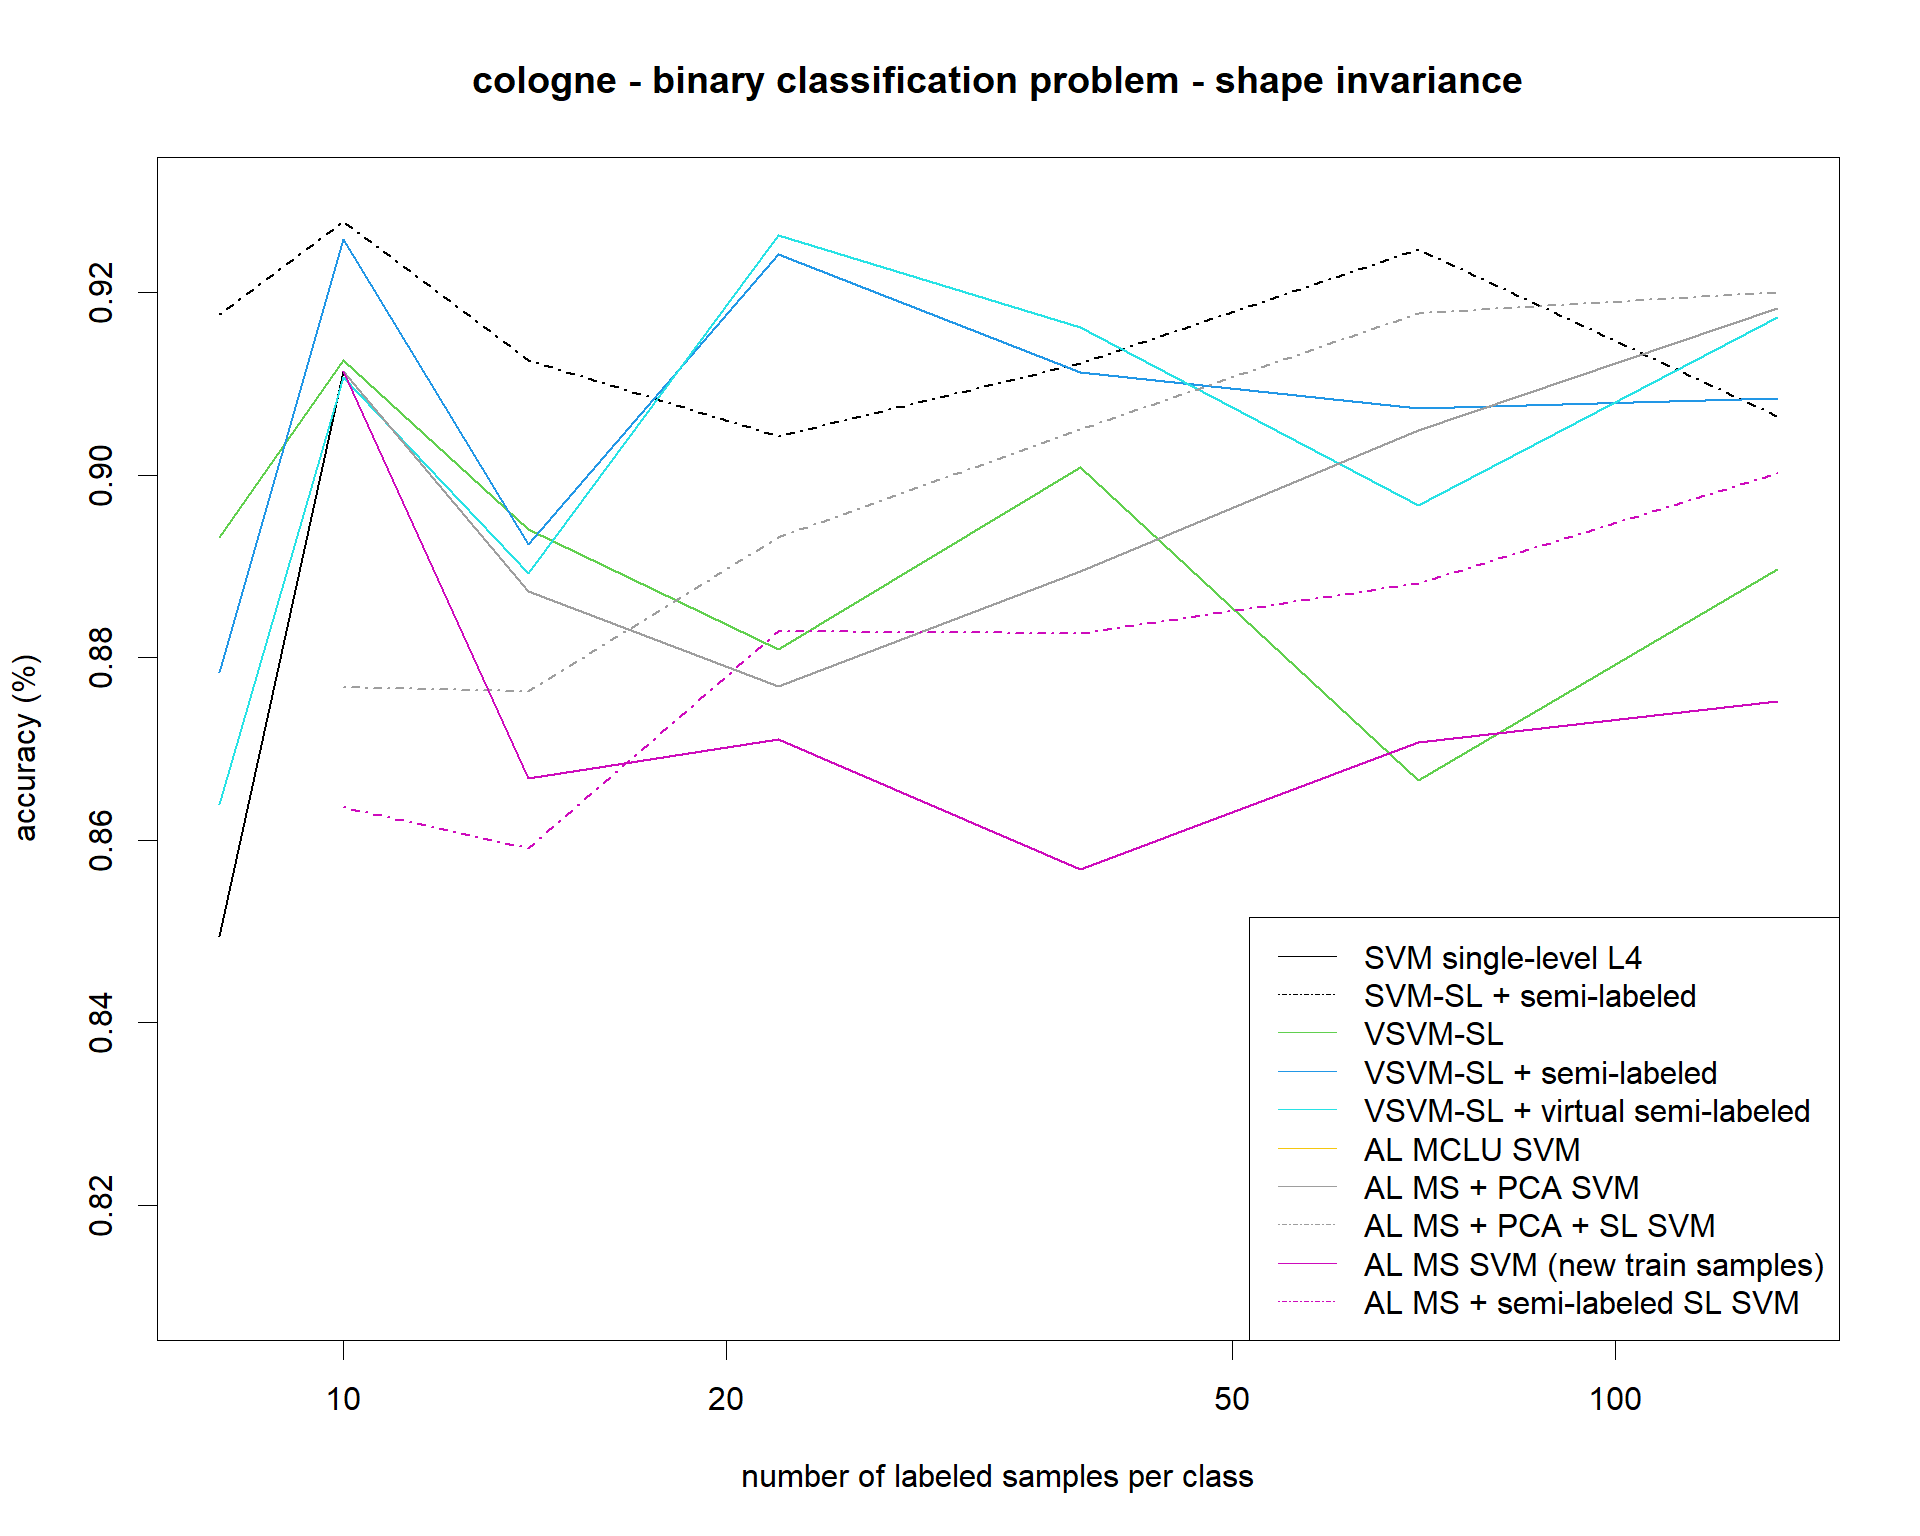 cologne - binary classification problem - shape invariance
accuracy (%)
0.92
0.90
0.88
0.86
0.84
0.82
SVM single-level L4
SVM-SL + semi-labeled
VSVM-SL
VSVM-SL + semi-labeled
VSVM-SL + virtual semi-labeled
AL MCLU SVM
AL MS + PCA SVM
AL MS + PCA + SL SVM
AL MS SVM (new train samples)
AL MS + semi-labeled SL SVM
10 20 50 100
number of labeled samples per class